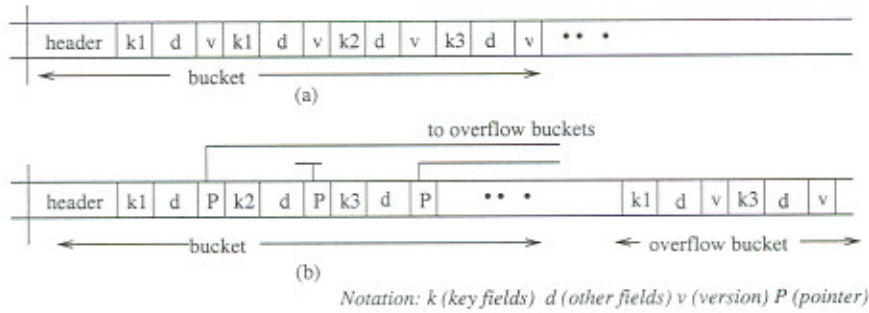 header k1 d v k1 d v k2 d v k3 d v •• •
bucket
(a)
to overflow buckets
header k1 d P k2 d P k3 d P •• • k1 d v k3 d v
bucket overflow bucket
(b)
Notation: k (key fields) d (other fields) v (version) P (pointer)